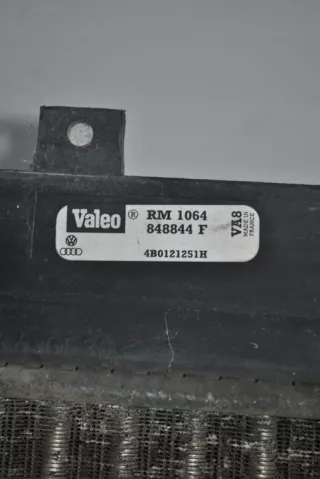 Valeo ® RM 1064
848844 F
4B0121251H
VA8
MADE IN
FRANCE